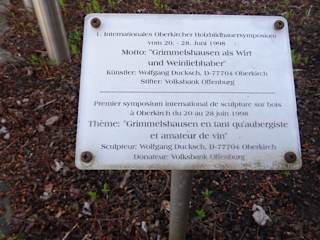 1. Internationales Oberkircher Holzbildhauersymposium
vom 20. - 28. Juni 1998
Motto: "Grimmelshausen als Wirt
und Weinliebhaber"
Künstler: Wolfgang Ducksch, D-77704 Oberkirch
Stifter: Volksbank Offenburg
Premier symposium international de sculpture sur bois
à Oberkirch du 20 au 28 juin 1998
Thème: "Grimmelshausen en tant qu'aubergiste
et amateur de vin"
Sculpteur: Wolfgang Ducksch, D-77704 Oberkirch
Donateur: Volksbank Offenburg